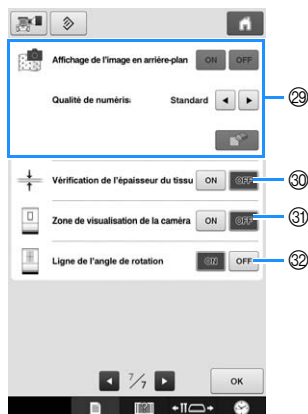 Affichage de l'image en arrière-plan ON OFF
Qualité de numéris: Standard
㉙
Vérification de l'épaisseur du tissu ON OFF
㉚
Zone de visualisation de la caméra ON OFF
㉛
Ligne de l'angle de rotation ON OFF
㉜
7/7 OK